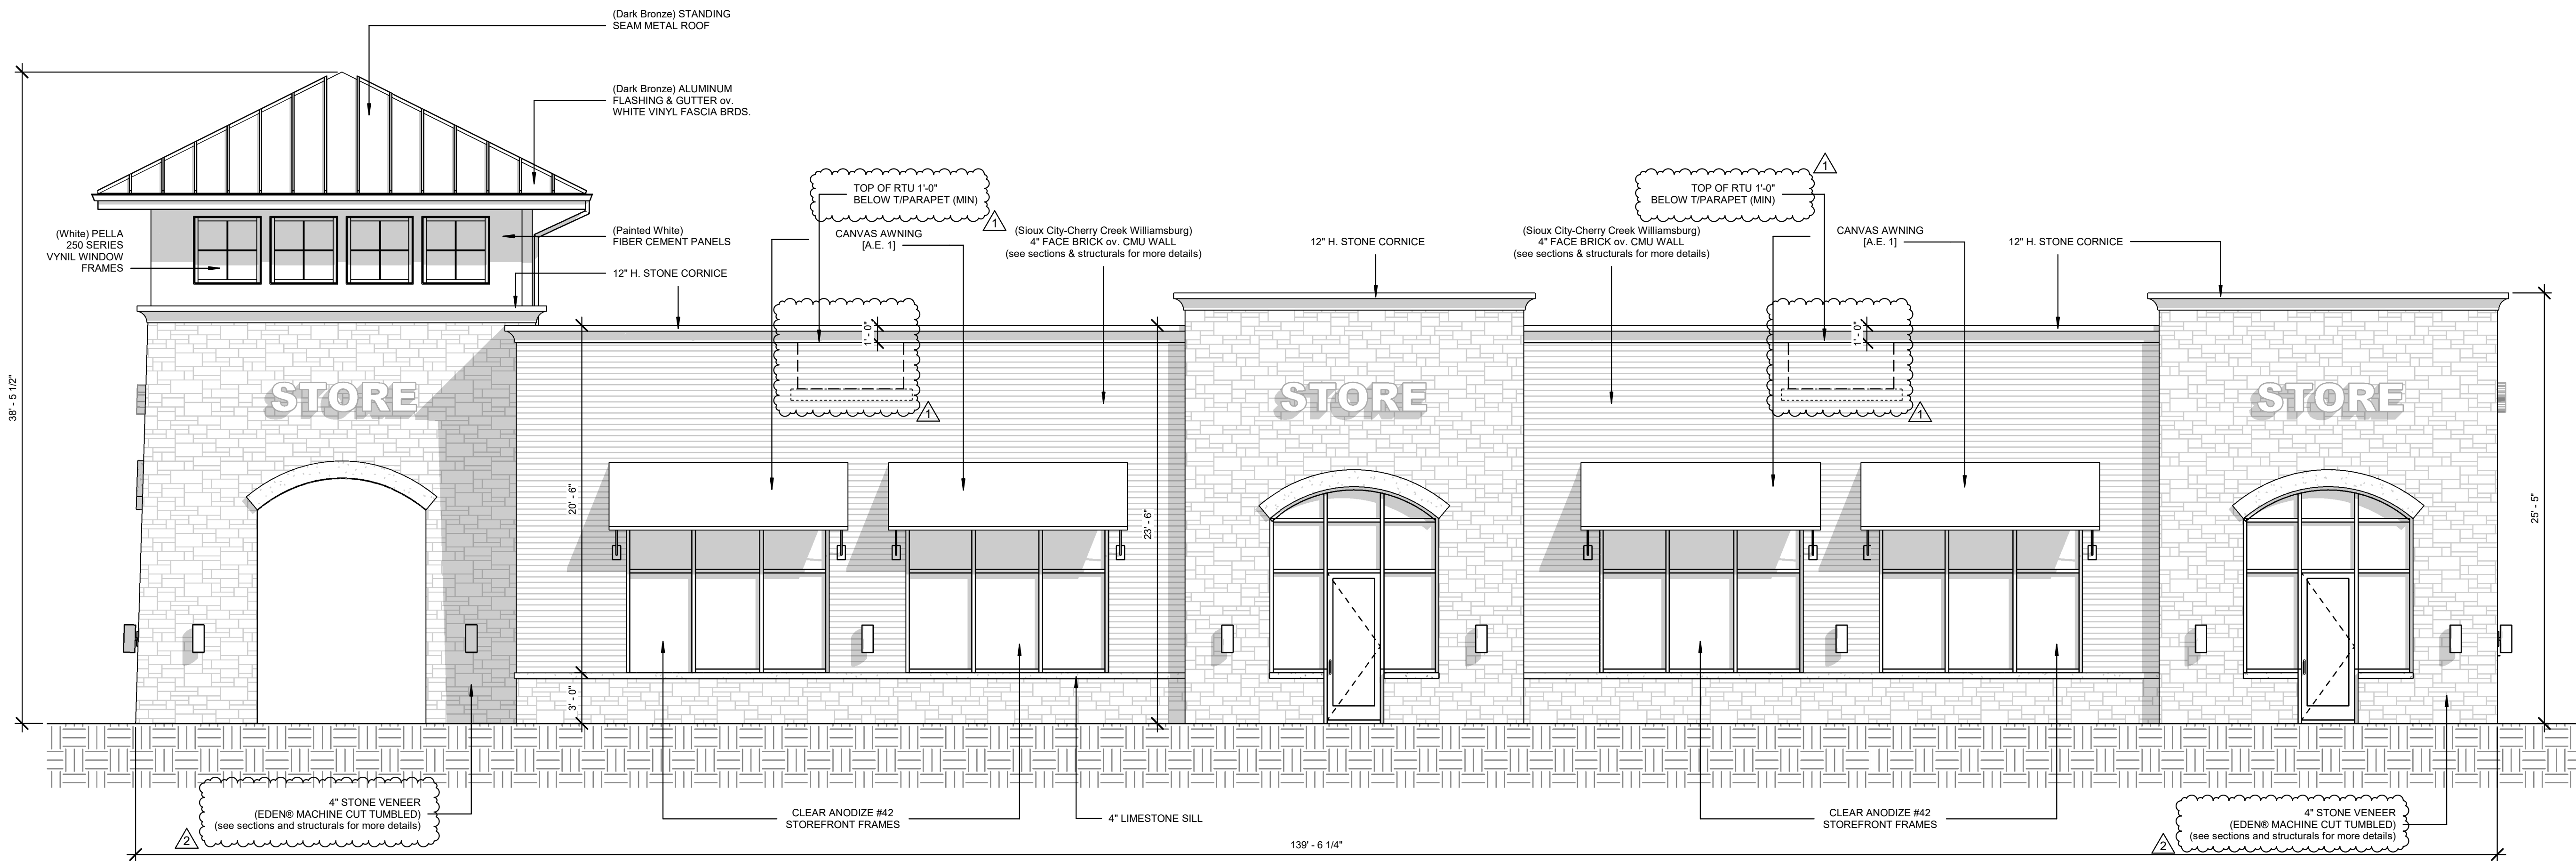 (Dark Bronze) STANDING
SEAM METAL ROOF
(Dark Bronze) ALUMINUM
FLASHING & GUTTER ov.
WHITE VINYL FASCIA BRDS.
(White) PELLA
250 SERIES
VYNIL WINDOW
FRAMES
(Painted White)
FIBER CEMENT PANELS
12" H. STONE CORNICE
TOP OF RTU 1'-0"
BELOW T/PARAPET (MIN)
1
CANVAS AWNING
[A.E. 1]
(Sioux City-Cherry Creek Williamsburg)
4" FACE BRICK ov. CMU WALL
(see sections & structurals for more details)
12" H. STONE CORNICE
(Sioux City-Cherry Creek Williamsburg)
4" FACE BRICK ov. CMU WALL
(see sections & structurals for more details)
TOP OF RTU 1'-0"
BELOW T/PARAPET (MIN)
1
CANVAS AWNING
[A.E. 1]
12" H. STONE CORNICE
1' - 0"
1
1' - 0"
1
38' - 5 1/2"
STORE
STORE
STORE
20' - 6"
3' - 0"
23' - 6"
25' - 5"
4" STONE VENEER
(EDEN® MACHINE CUT TUMBLED)
(see sections and structurals for more details)
2
CLEAR ANODIZE #42
STOREFRONT FRAMES
4" LIMESTONE SILL
CLEAR ANODIZE #42
STOREFRONT FRAMES
4" STONE VENEER
(EDEN® MACHINE CUT TUMBLED)
(see sections and structurals for more details)
2
139' - 6 1/4"